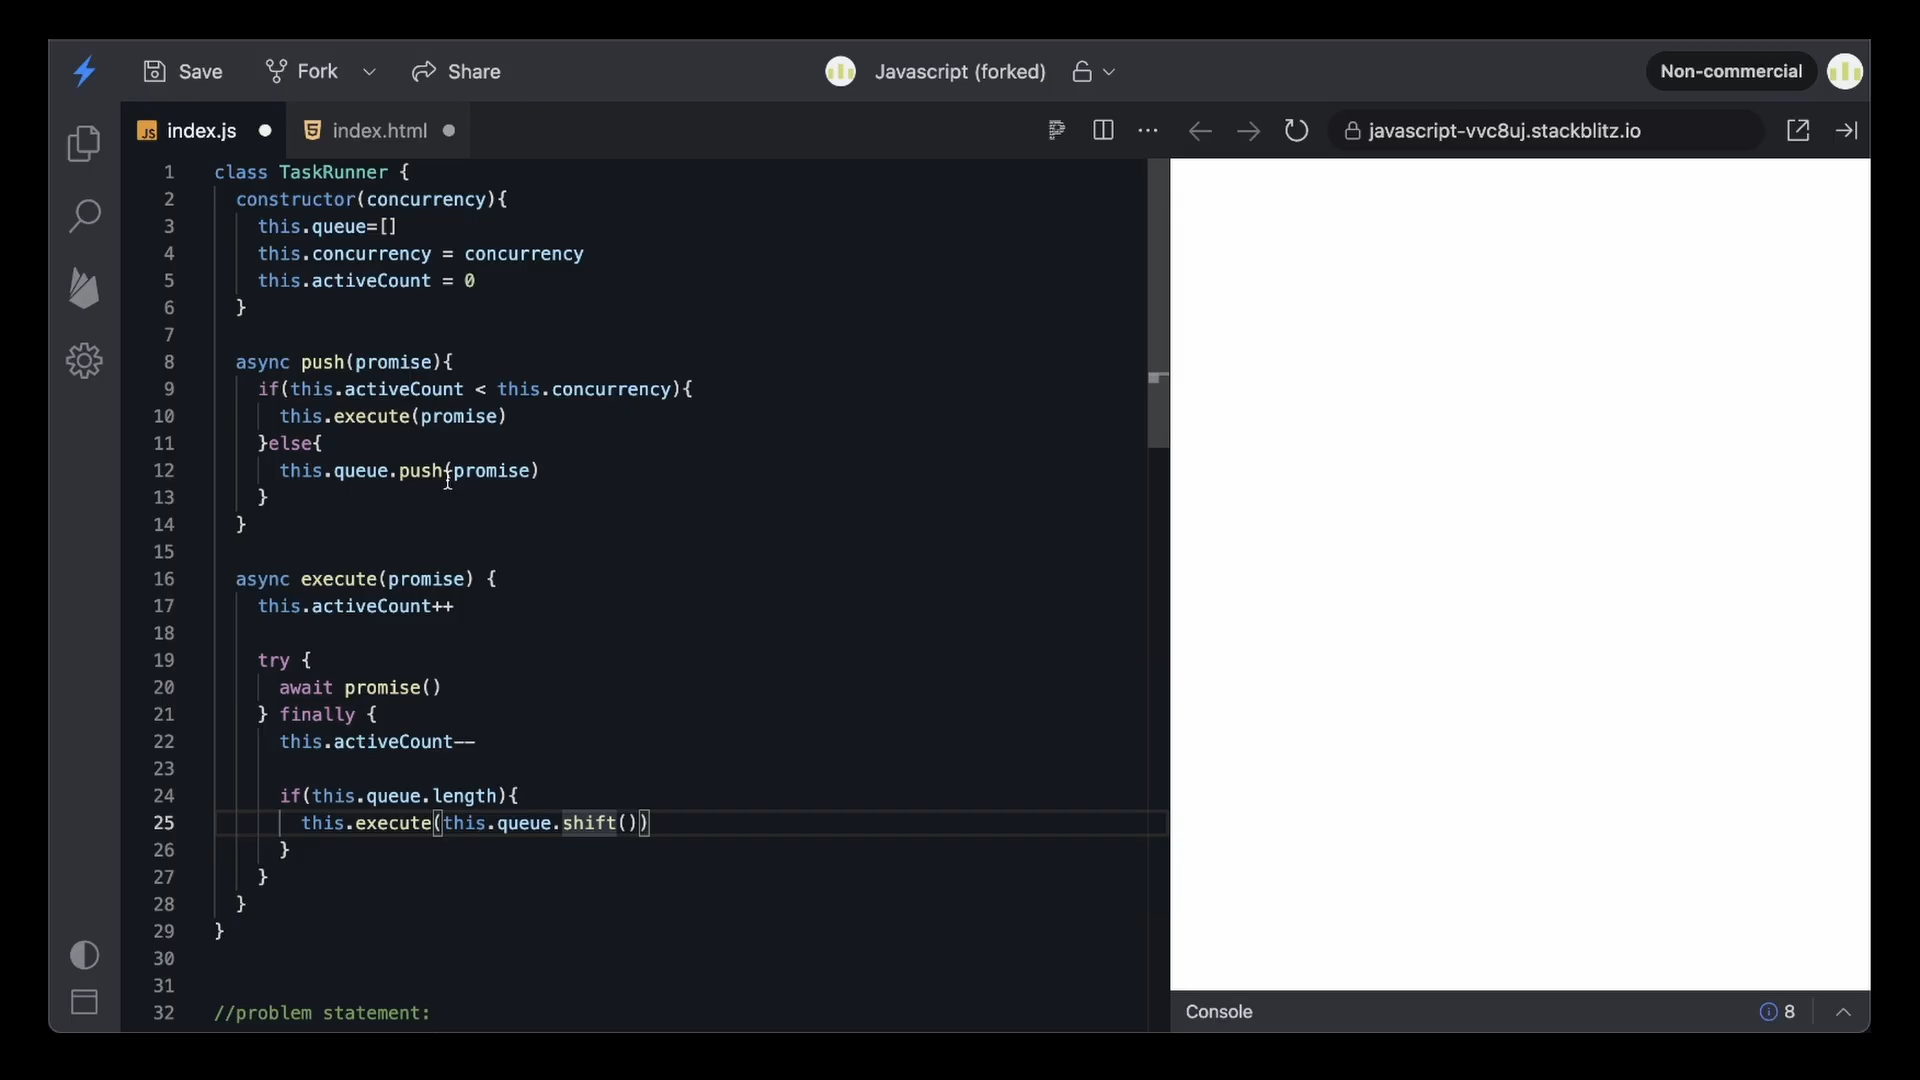 Save Fork Share Javascript (forked) Non-commercial
JS index.js 5 index.html javascript-vvc8uj.stackblitz.io
1 class TaskRunner {
2 constructor(concurrency){
3 this.queue=[]
4 this.concurrency = concurrency
5 this.activeCount = 0
6 }
7
8 async push(promise){
9 if(this.activeCount < this.concurrency){
10 this.execute(promise)
11 }else{
12 this.queue.push(promise)
13 }
14 }
15
16 async execute(promise) {
17 this.activeCount++
18
19 try {
20 await promise()
21 } finally {
22 this.activeCount--
23
24 if(this.queue.length){
25 this.execute(this.queue.shift())
26 }
27 }
28 }
29 }
30
31
32 //problem statement:
Console 8